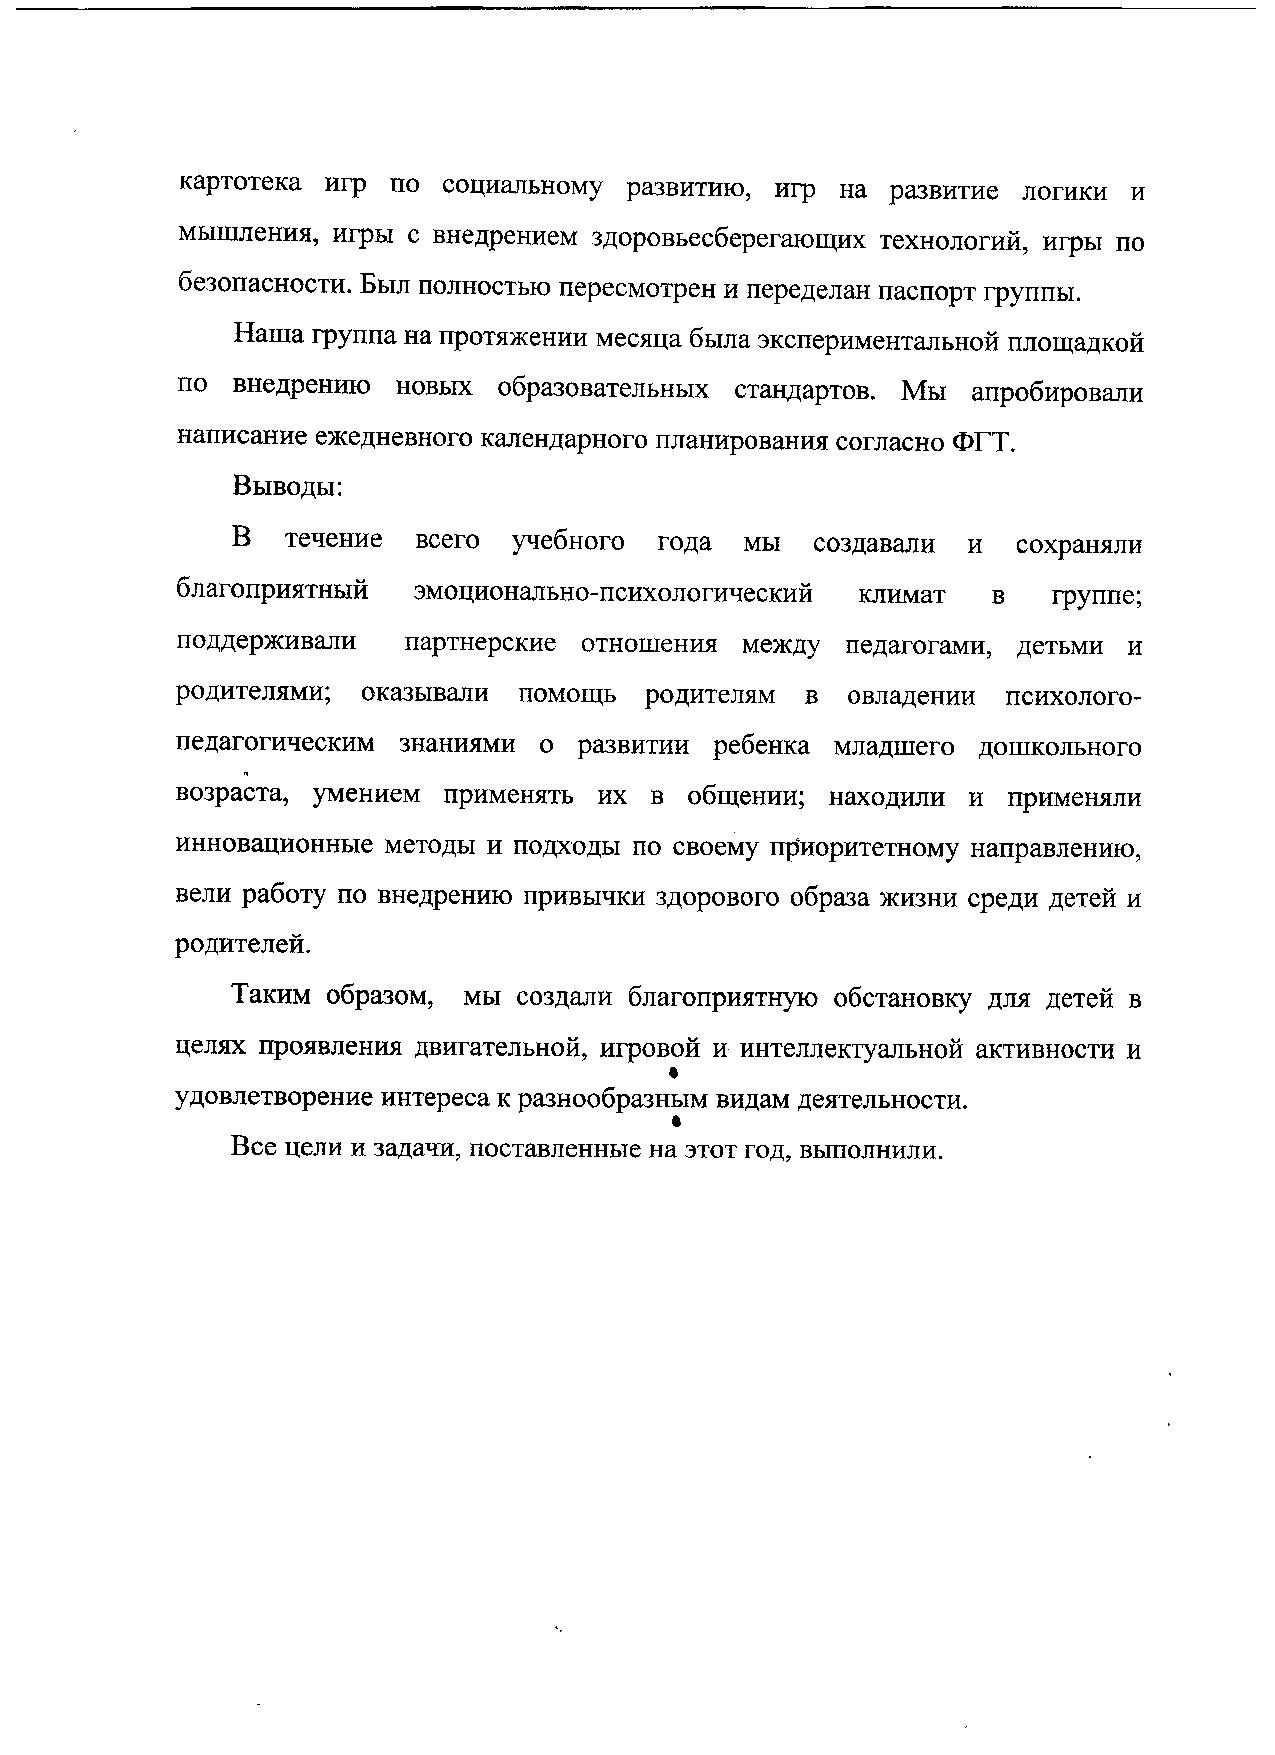 картотека игр по социальному развитию, игр на развитие логики и
мышления, игры с внедрением здоровьесберегающих технологий, игры по
безопасности. Был полностью пересмотрен и переделан паспорт группы.
Наша группа на протяжении месяца была экспериментальной площадкой
по внедрению новых образовательных стандартов. Мы апробировали
написание ежедневного календарного планирования согласно ФГТ.
Выводы:
В течение всего учебного года мы создавали и сохраняли
благоприятный эмоционально-психологический климат в группе;
поддерживали партнерские отношения между педагогами, детьми и
родителями; оказывали помощь родителям в овладении психолого-
педагогическим знаниями о развитии ребенка младшего дошкольного
возраста, умением применять их в общении; находили и применяли
инновационные методы и подходы по своему приоритетному направлению,
вели работу по внедрению привычки здорового образа жизни среди детей и
родителей.
Таким образом, мы создали благоприятную обстановку для детей в
целях проявления двигательной, игровой и интеллектуальной активности и
удовлетворение интереса к разнообразным видам деятельности.
Все цели и задачи, поставленные на этот год, выполнили.